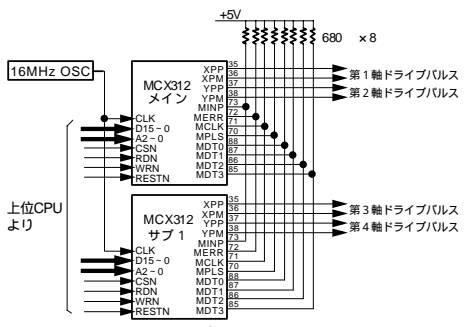 +5V
680 ×8
16MHz OSC
MCX312
メイン
CLK
D15~0
A2~0
CSN
RDN
WRN
RESTN
XPP 35
XPM 36
YPP 37
YPM 38
MINP 73
MERR 72
MCLK 71
MPLS 70
MDT0 88
MDT1 87
MDT2 86
MDT3 85
第1軸ドライブパルス
第2軸ドライブパルス
上位CPU
より
MCX312
サブ1
CLK
D15~0
A2~0
CSN
RDN
WRN
RESTN
XPP 35
XPM 36
YPP 37
YPM 38
MINP 73
MERR 72
MCLK 71
MPLS 70
MDT0 88
MDT1 87
MDT2 86
MDT3 85
第3軸ドライブパルス
第4軸ドライブパルス